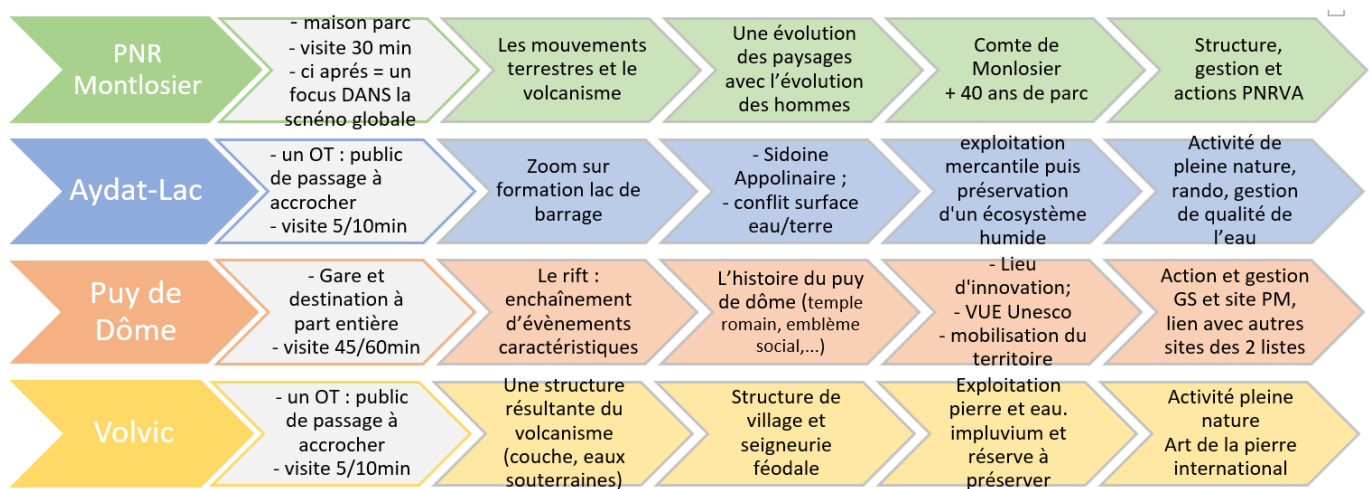 PNR
Montlosier
- maison parc
- visite 30 min
- ci aprés = un
focus DANS la
scnéno globale
Les mouvements
terrestres et le
volcanisme
Une évolution
des paysages
avec l'évolution
des hommes
Comte de
Monlosier
+ 40 ans de parc
Structure,
gestion et
actions PNRVA
Aydat-Lac
- un OT : public
de passage à
accrocher
- visite 5/10min
Zoom sur
formation lac de
barrage
- Sidoine
Appolinaire ;
- conflit surface
eau/terre
exploitation
mercantile puis
préservation
d'un écosystème
humide
Activité de
pleine nature,
rando, gestion
de qualité de
l'eau
Puy de
Dôme
- Gare et
destination à
part entière
- visite 45/60min
Le rift :
enchaînement
d'évènements
caractéristiques
L'histoire du puy
de dôme (temple
romain, emblème
social,...)
- Lieu
d'innovation;
- VUE Unesco
- mobilisation du
territoire
Action et gestion
GS et site PM,
lien avec autres
sites des 2 listes
Volvic
- un OT : public
de passage à
accrocher
- visite 5/10min
Une structure
résultante du
volcanisme
(couche, eaux
souterraines)
Structure de
village et
seigneurie
féodale
Exploitation
pierre et eau.
impluvium et
réserve à
préserver
Activité pleine
nature
Art de la pierre
international